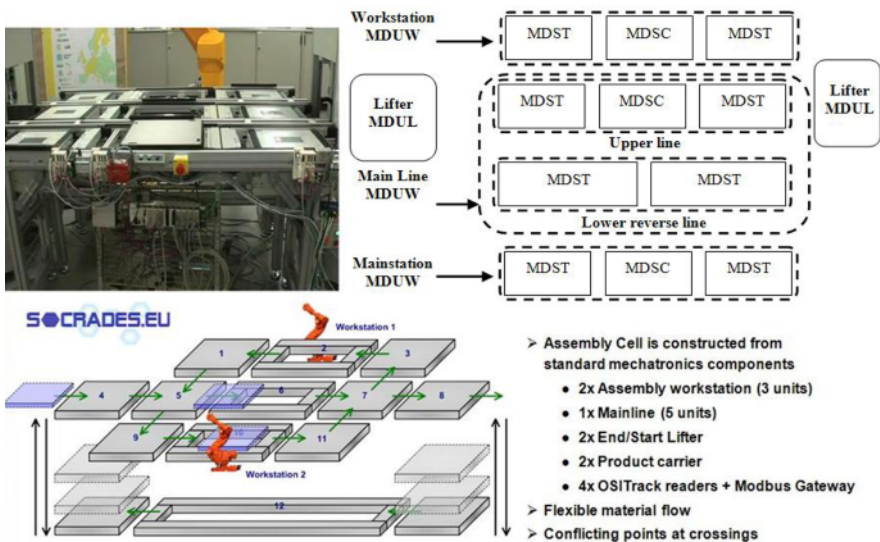 Workstation
MDUW
MDST
MDSC
MDST
Lifter
MDUL
MDST
MDSC
MDST
Lifter
MDUL
Upper line
Main Line
MDUW
MDST
MDST
Lower reverse line
Mainstation
MDUW
MDST
MDSC
MDST
SOCRADES.EU
Workstation 1
1
2
3
4
5
6
7
8
9
10
11
Workstation 2
12
➢ Assembly Cell is constructed from
standard mechatronics components
• 2x Assembly workstation (3 units)
• 1x Mainline (5 units)
• 2x End/Start Lifter
• 2x Product carrier
• 4x OSITrack readers + Modbus Gateway
➢ Flexible material flow
➢ Conflicting points at crossings